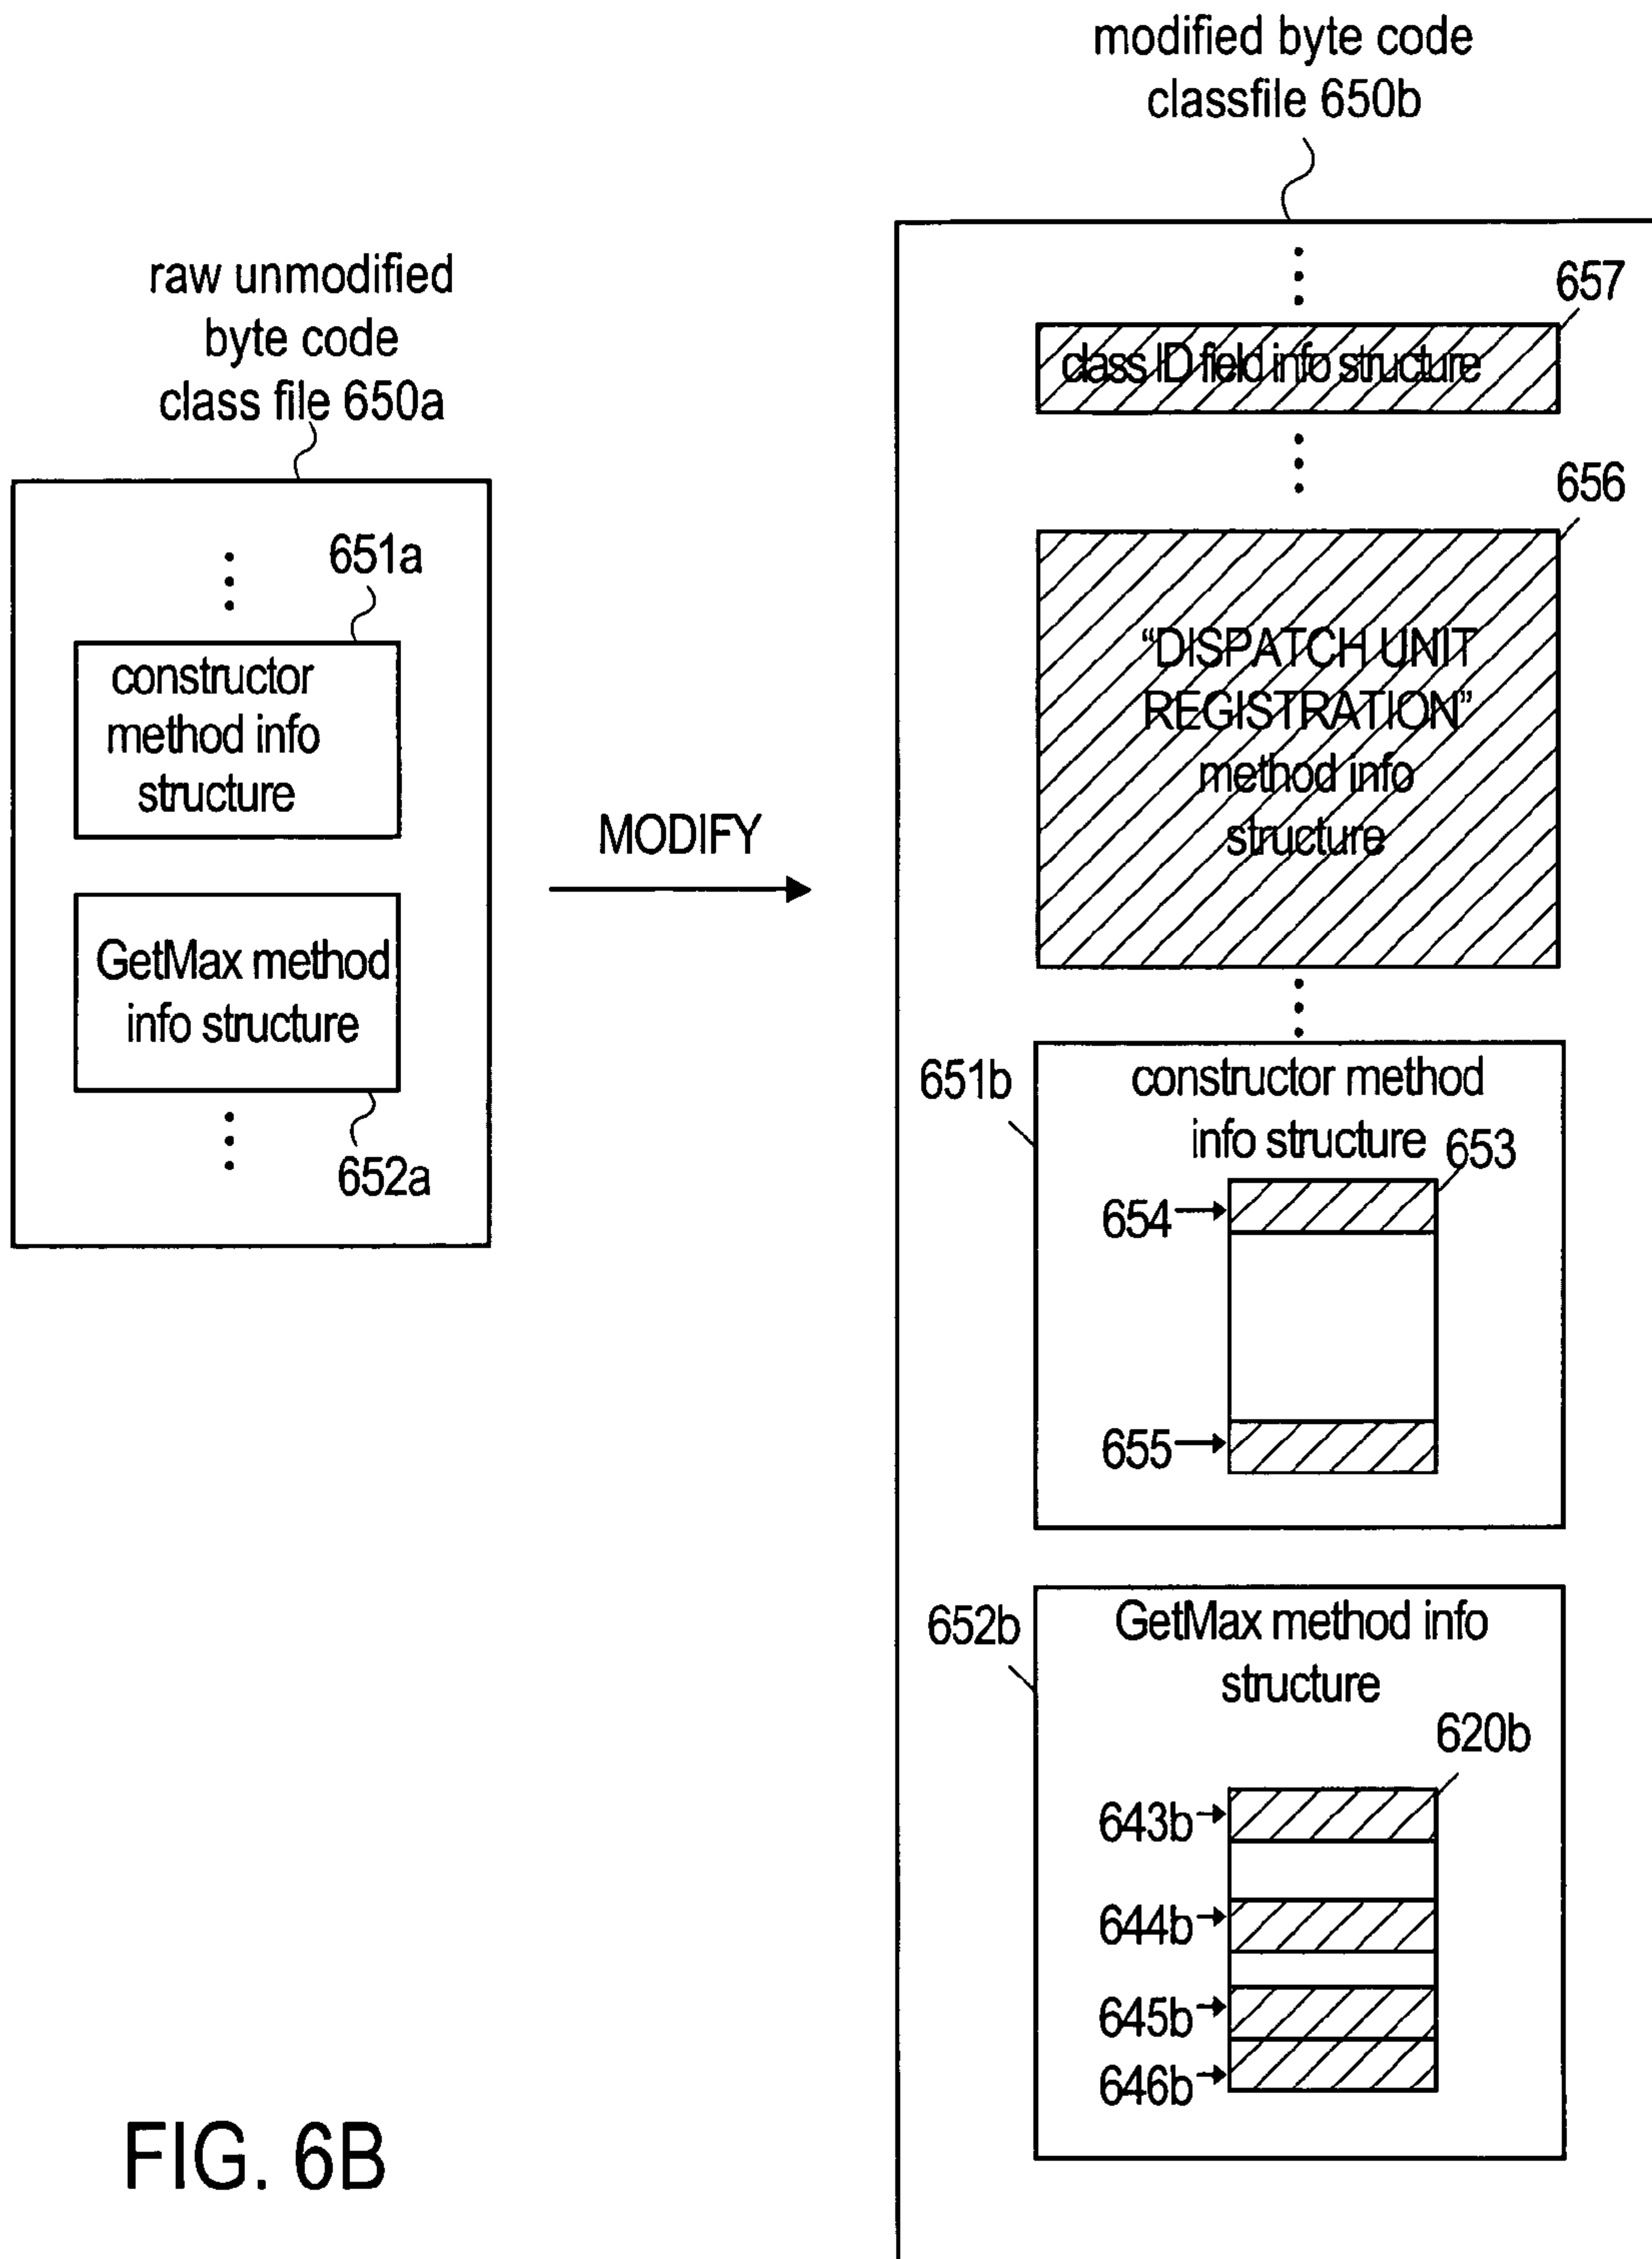 modified byte code
classfile 650b
raw unmodified
byte code
class file 650a
651a
constructor
method info
structure
GetMax method
info structure
652a
MODIFY
657
class ID field info structure
656
“DISPATCH UNIT
REGISTRATION”
method info
structure
651b
constructor method
info structure
653
654
655
652b
GetMax method info
structure
620b
643b
644b
645b
646b
FIG. 6B